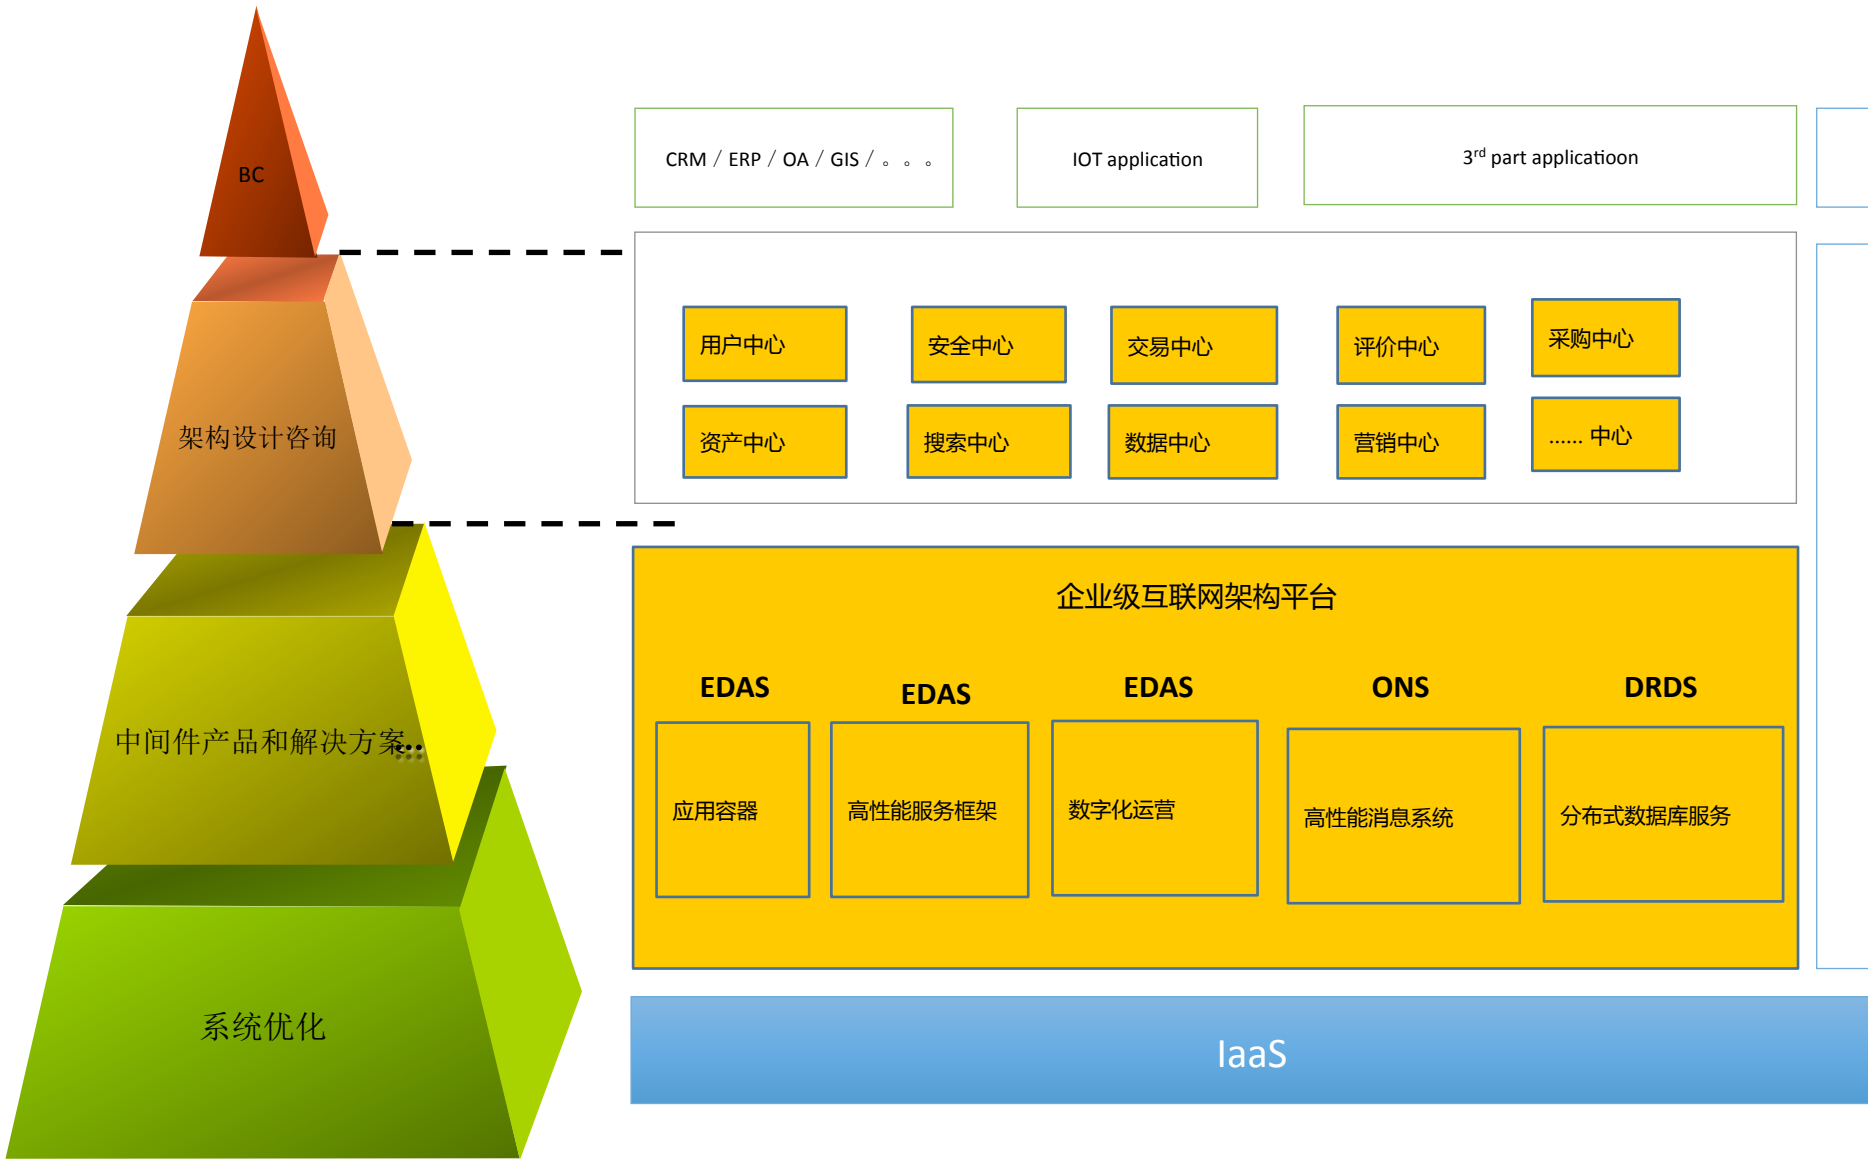 BC
架构设计咨询
中间件产品和解决方案...
系统优化
CRM / ERP / OA / GIS / 。。。
IOT application
3rd part applicatioon
用户中心
安全中心
交易中心
评价中心
采购中心
资产中心
搜索中心
数据中心
营销中心
...... 中心
企业级互联网架构平台
EDAS
EDAS
EDAS
ONS
DRDS
应用容器
高性能服务框架
数字化运营
高性能消息系统
分布式数据库服务
IaaS